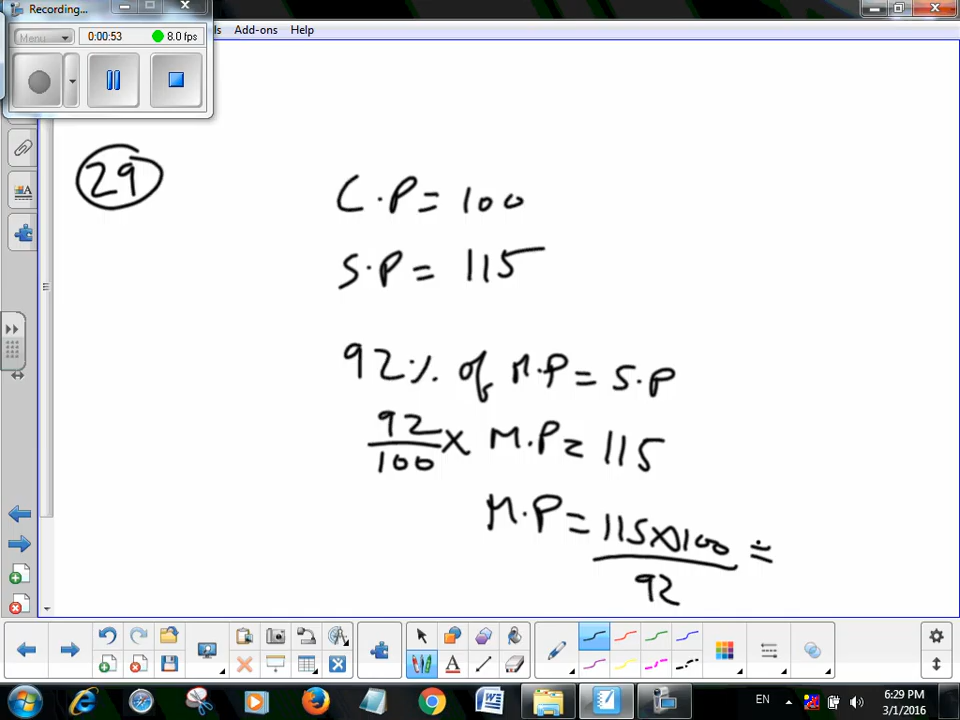 Recording...
Menu
0:00:53
8.0 fps
Add-ons Help
29
C.P = 100
S.P = 115
92% of M.P = S.P
92
100 × M.P = 115
M.P = 115×100 =
92
EN
6:29 PM
3/1/2016